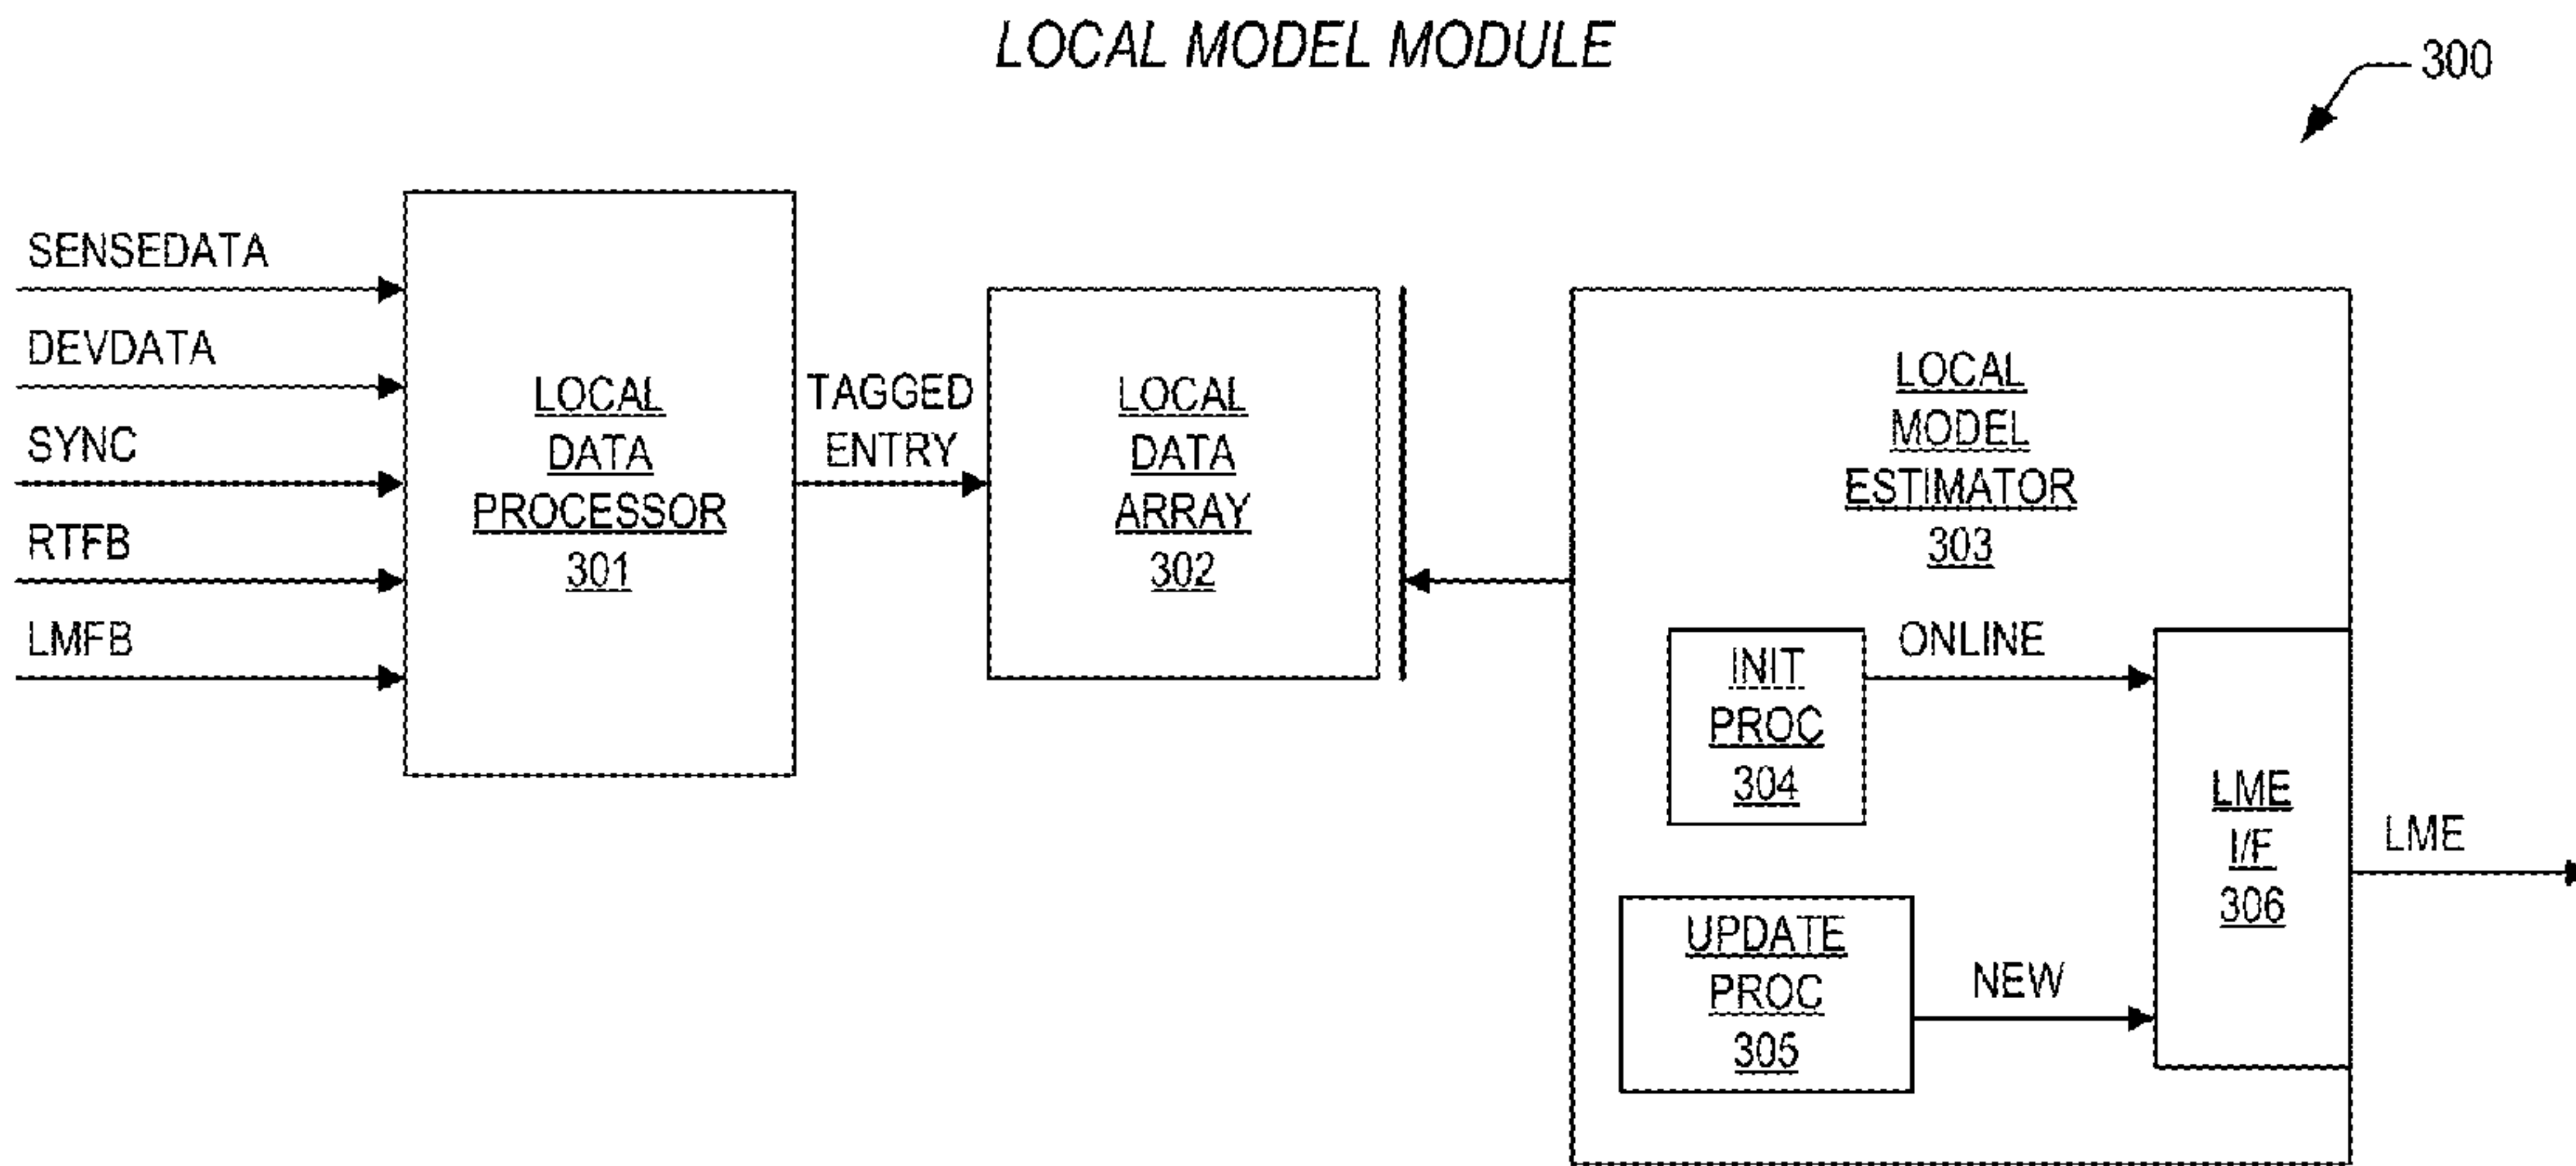 LOCAL MODEL MODULE
300
SENSEDATA
DEVDATA
SYNC
RTFB
LMFB
LOCAL
DATA
PROCESSOR
301
TAGGED
ENTRY
LOCAL
DATA
ARRAY
302
LOCAL
MODEL
ESTIMATOR
303
INIT
PROC
304
ONLINE
UPDATE
PROC
305
NEW
LME
I/F
306
LME